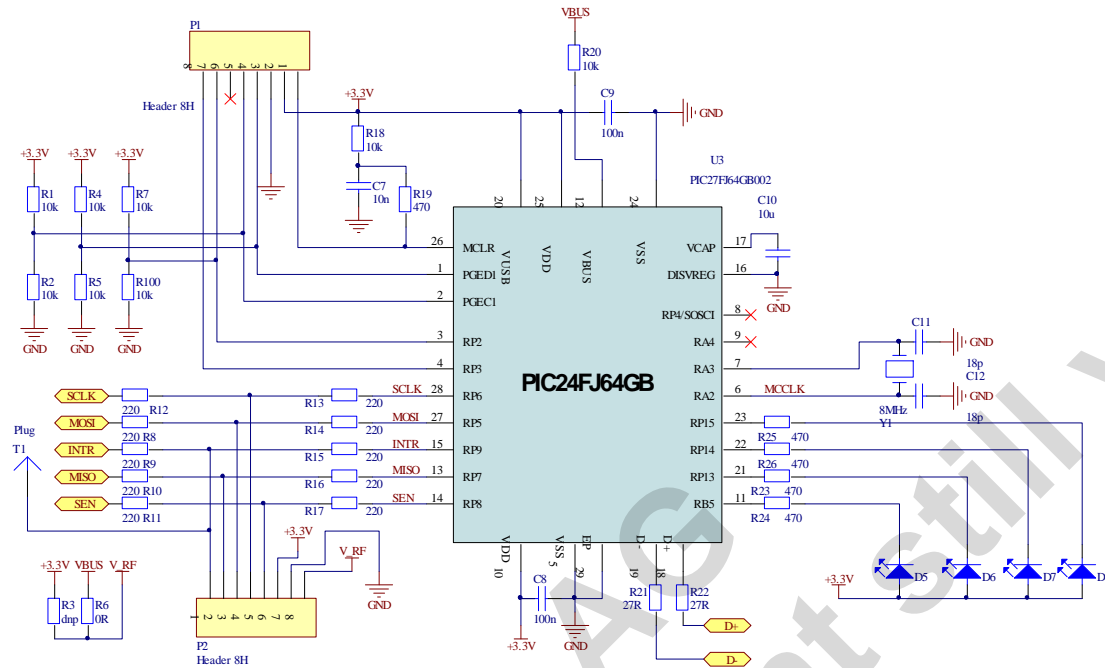 P1
8 7 6 5 4 3 2 1
Header 8H
VBUS
R20
10k
C9
100n
GND
+3.3V
R18
10k
C7
10n
R19
470
U3
PIC27FJ64GB002
C10
10u
GND
+3.3V +3.3V +3.3V
R1
10k
R4
10k
R7
10k
R2
10k
R5
10k
R100
10k
GND GND GND
20 25 12 24
VUSB VDD VBUS VSS
26 MCLR
1 PGED1
2 PGEC1
3 RP2
4 RP3
28 RP6
27 RP5
15 RP9
13 RP7
14 RP8
PIC24FJ64GB
VCAP 17
DISVREG 16
RP4/SOSCI 8
RA4 9
RA3 7
RA2 6
RP15 23
RP14 22
RP13 21
RB5 11
MCCLK
C11
18p
GND
C12
18p
GND
8MHz
Y1
R25 470
R26 470
R23 470
R24 470
SCLK 220 R12 R13 220 SCLK
MOSI 220 R8 R14 220 MOSI
INTR 220 R9 R15 220 INTR
MISO 220 R10 R16 220 MISO
SEN 220 R11 R17 220 SEN
Plug
T1
+3.3V
V_RF
GND
+3.3V VBUS V_RF
R3
dnp
R6
0R
1 2 3 4 5 6 7 8
P2
Header 8H
VDD VSS EP D- D+
10 5 29 19 18
C8
100n
+3.3V
GND
R21
27R
R22
27R
D+
D-
+3.3V
D5 D6 D7
AG
still